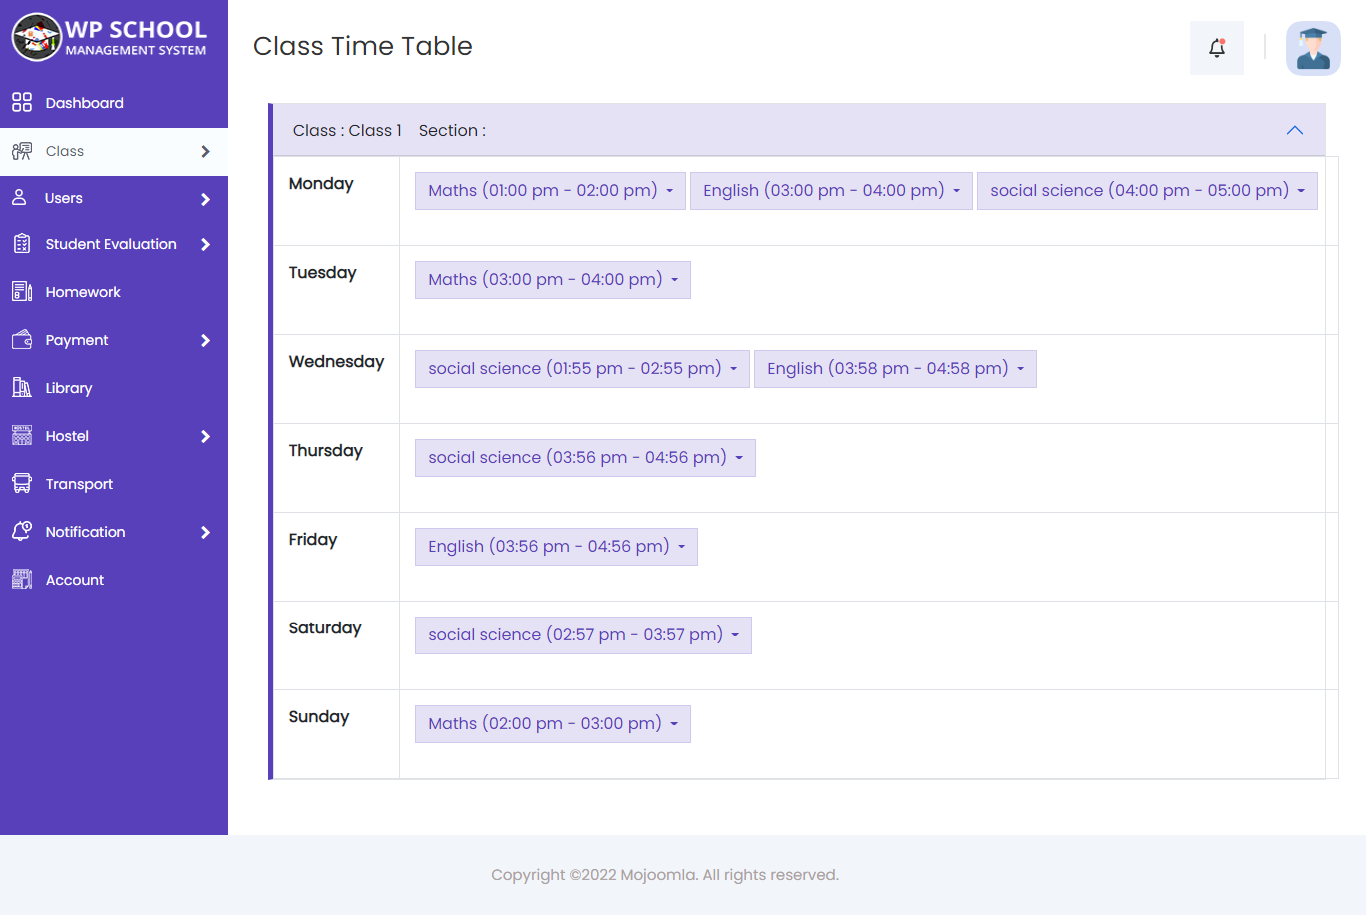 WP SCHOOL
MANAGEMENT SYSTEM
Class Time Table
Dashboard
Class
Users
Student Evaluation
Homework
Payment
Library
Hostel
Transport
Notification
Account
Class : Class 1 Section :
Monday
Maths (01:00 pm - 02:00 pm) English (03:00 pm - 04:00 pm) social science (04:00 pm - 05:00 pm)
Tuesday
Maths (03:00 pm - 04:00 pm)
Wednesday
social science (01:55 pm - 02:55 pm) English (03:58 pm - 04:58 pm)
Thursday
social science (03:56 pm - 04:56 pm)
Friday
English (03:56 pm - 04:56 pm)
Saturday
social science (02:57 pm - 03:57 pm)
Sunday
Maths (02:00 pm - 03:00 pm)
Copyright ©2022 Mojoomla. All rights reserved.